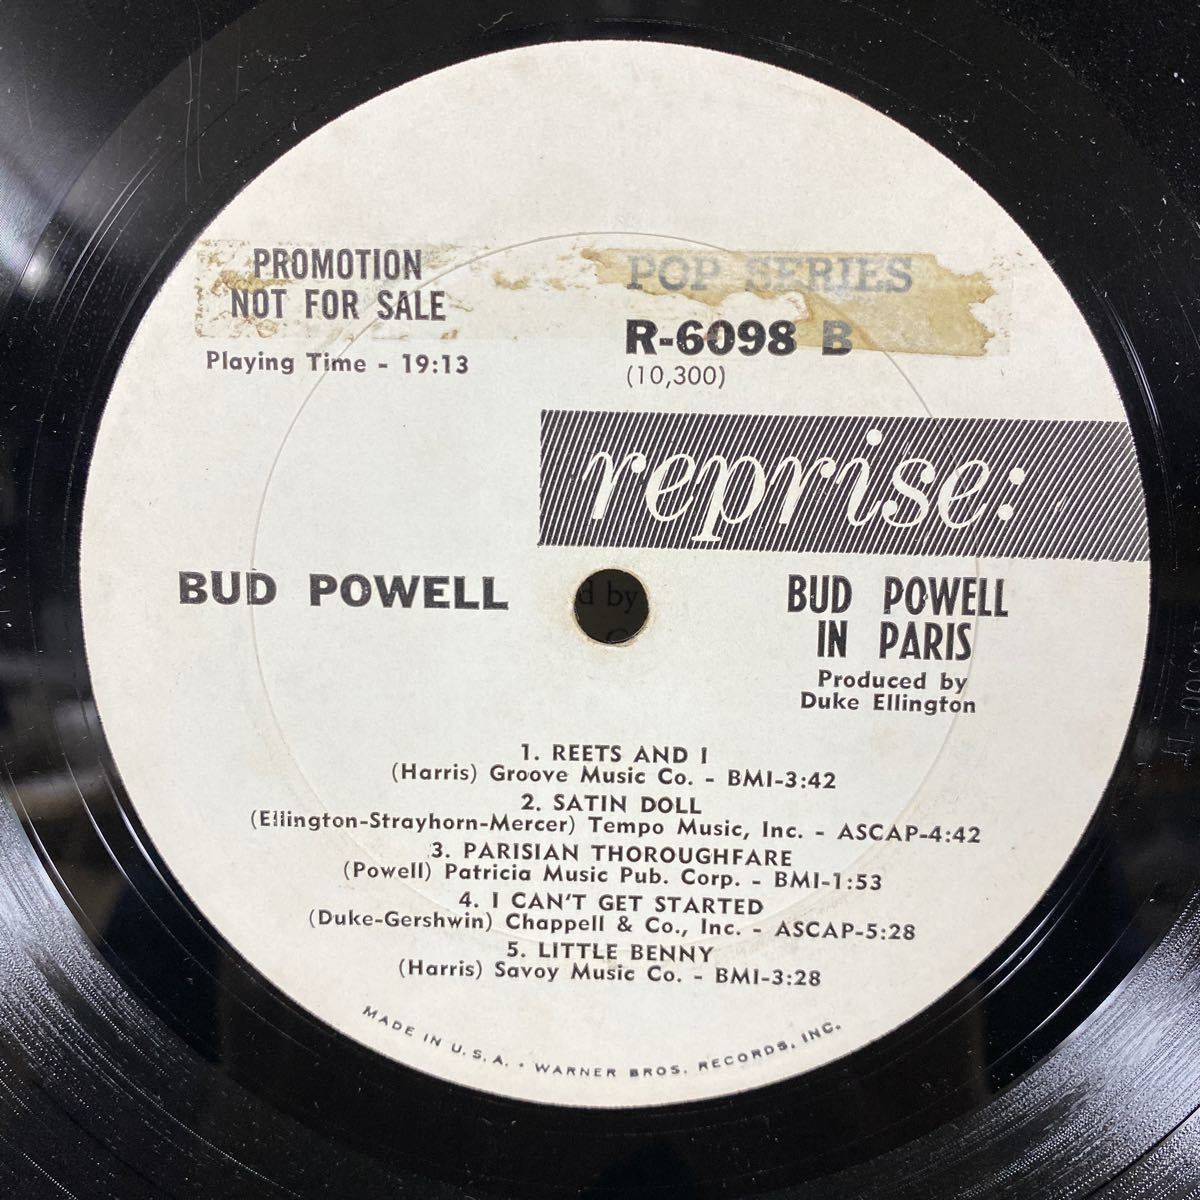 PROMOTION
NOT FOR SALE
Playing Time - 19:13
POP SERIES
R-6098 B
(10,300)
reprise:
BUD POWELL
BUD POWELL
IN PARIS
Produced by
Duke Ellington
1. REETS AND I
(Harris) Groove Music Co. - BMI-3:42
2. SATIN DOLL
(Ellington-Strayhorn-Mercer) Tempo Music, Inc. - ASCAP-4:42
3. PARISIAN THOROUGHFARE
(Powell) Patricia Music Pub. Corp. - BMI-1:53
4. I CAN'T GET STARTED
(Duke-Gershwin) Chappell & Co., Inc. - ASCAP-5:28
5. LITTLE BENNY
(Harris) Savoy Music Co. - BMI-3:28
MADE IN U.S.A. • WARNER BROS. RECORDS, INC.
by